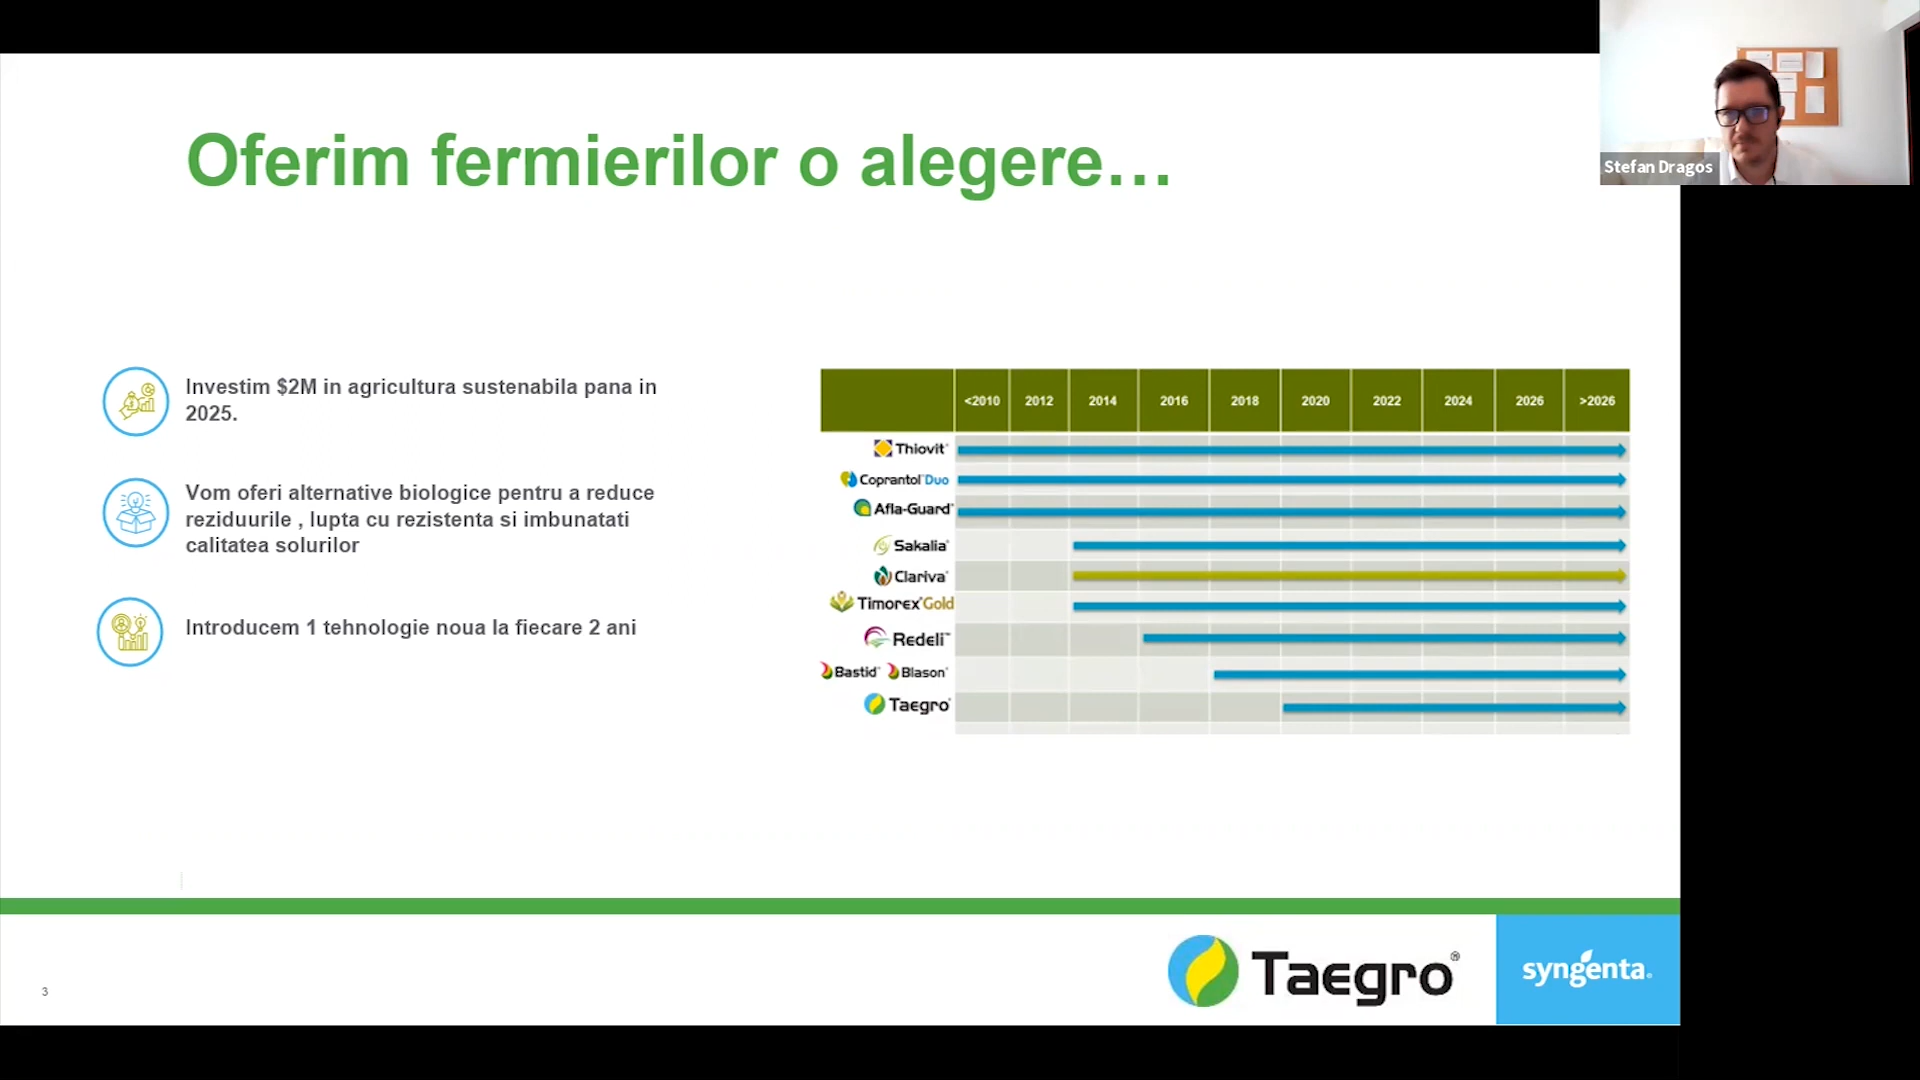 Oferim fermierilor o alegere...
Stefan Dragos
Investim $2M in agricultura sustenabila pana in
2025.
Vom oferi alternative biologice pentru a reduce
reziduurile , lupta cu rezistenta si imbunatati
calitatea solurilor
Introducem 1 tehnologie noua la fiecare 2 ani
<2010 2012 2014 2016 2018 2020 2022 2024 2026 >2026
Thiovit®
Coprantol® Duo
Afla-Guard®
Sakalia®
Clariva®
Timorex® Gold
Redeli™
Bastid® Blason®
Taegro®
3
Taegro®
syngenta®